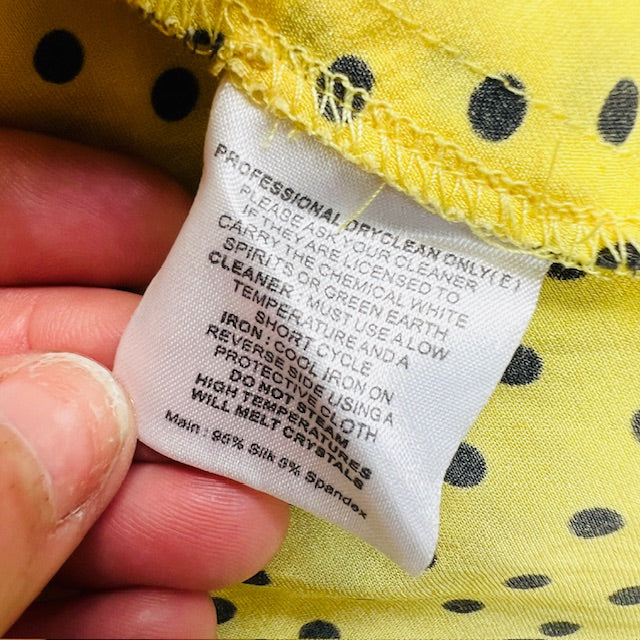 PROFESSIONAL DRYCLEAN ONLY(E)
PLEASE ASK YOUR CLEANER
IF THEY ARE LICENSED TO
CARRY THE CHEMICAL WHITE
SPIRITS OR GREEN EARTH
CLEANER. MUST USE A LOW
TEMPERATURE AND A
SHORT CYCLE
IRON: COOL IRON ON
REVERSE SIDE USING A
PROTECTIVE CLOTH
DO NOT STEAM
HIGH TEMPERATURES
WILL MELT CRYSTALS
Main : 95% Silk 5% Spandex